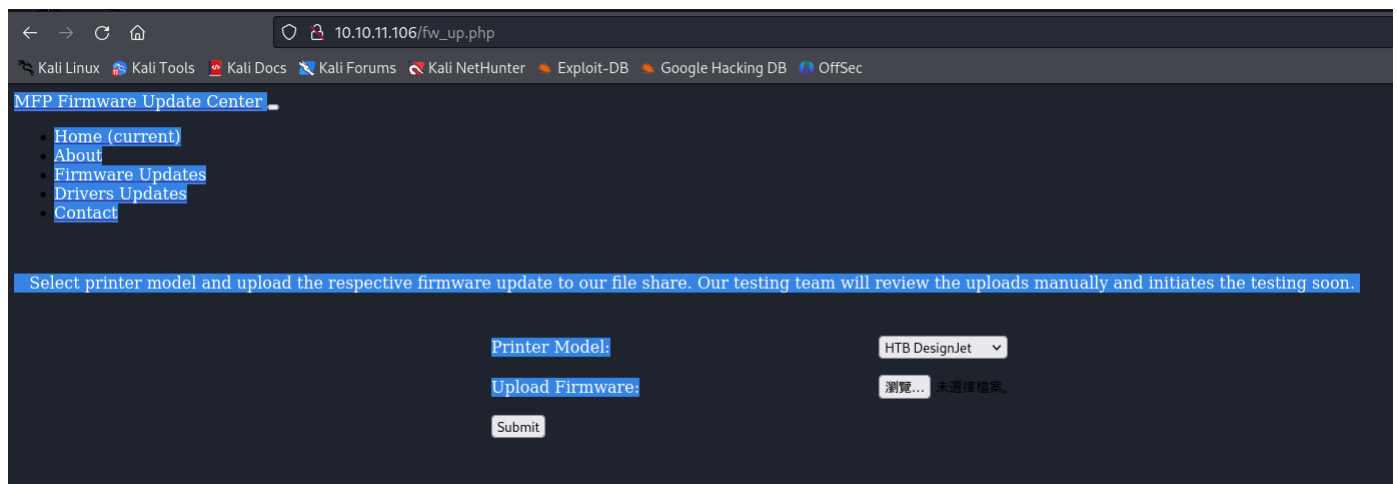 10.10.11.106/fw_up.php
Kali Linux Kali Tools Kali Docs Kali Forums Kali NetHunter Exploit-DB Google Hacking DB OffSec
MFP Firmware Update Center
Home (current)
About
Firmware Updates
Drivers Updates
Contact
Select printer model and upload the respective firmware update to our file share. Our testing team will review the uploads manually and initiates the testing soon.
Printer Model: HTB DesignJet
Upload Firmware: 瀏覽... 未選擇檔案。
Submit